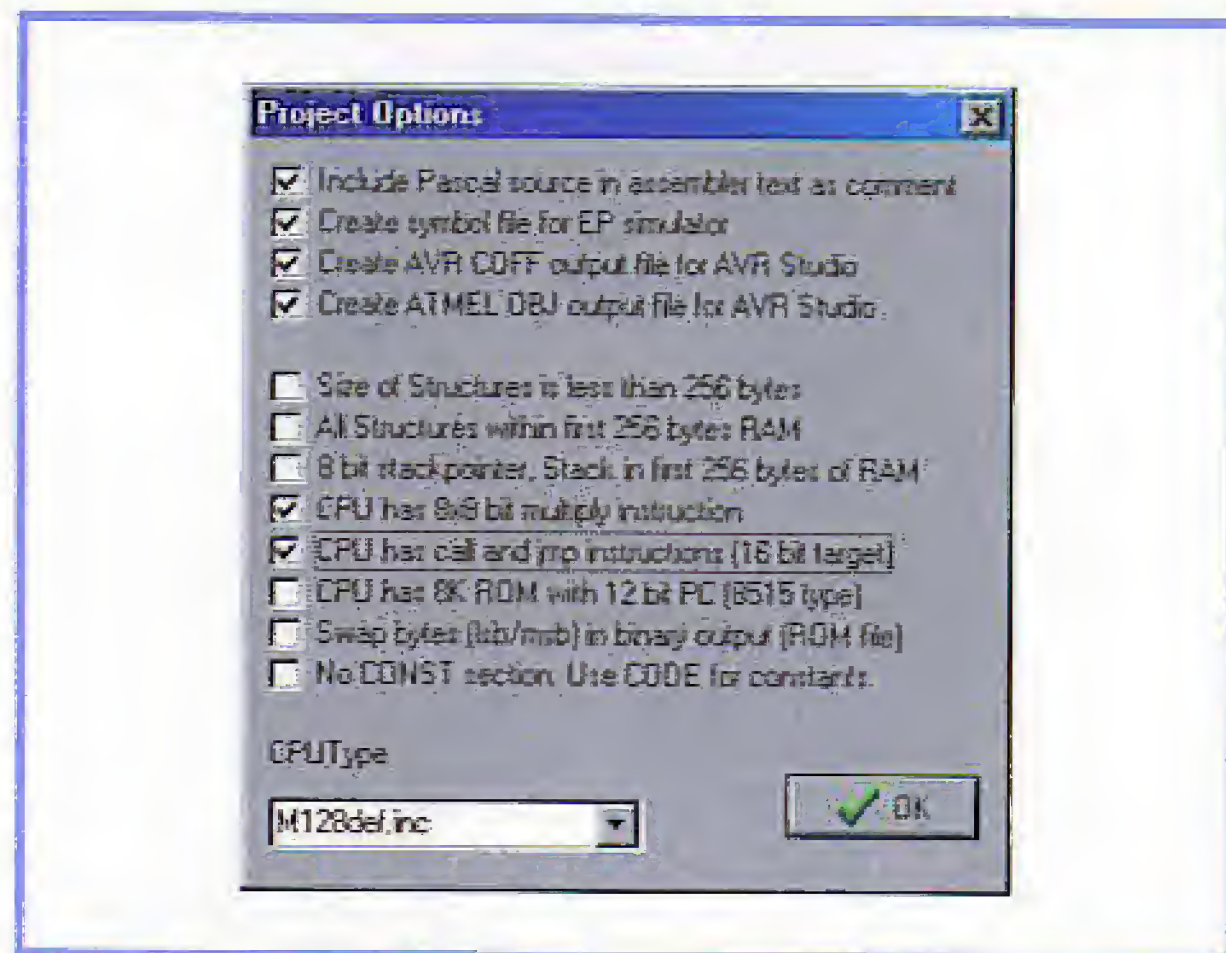 Project Options
Include Pascal source in assembler text as comment
Create symbol file for EP simulator
Create AVR COFF output file for AVR Studio
Create ATMEL OBJ output file for AVR Studio
Size of Structures is less than 256 bytes
All Structures within first 256 bytes RAM
8 bit stackpointer, Stack in first 256 bytes of RAM
CPU has 8x8 bit multiply instruction
CPU has call and jmp instructions (16 bit target)
CPU has 8K ROM with 12 bit PC (8515 type)
Swap bytes (lsb/msb) in binary output (ROM file)
No CONST section. Use CODE for constants.
CPUType
M128def.inc
OK